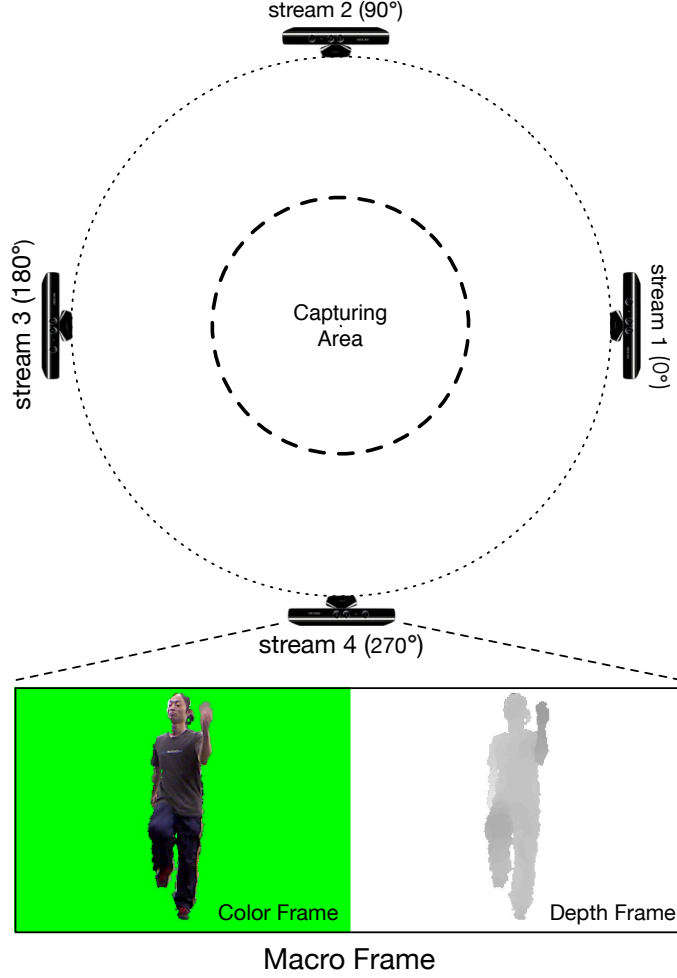 stream 2 (90°)
stream 3 (180°)
Capturing
Area
stream 1 (0°)
stream 4 (270°)
Color Frame
Depth Frame
Macro Frame